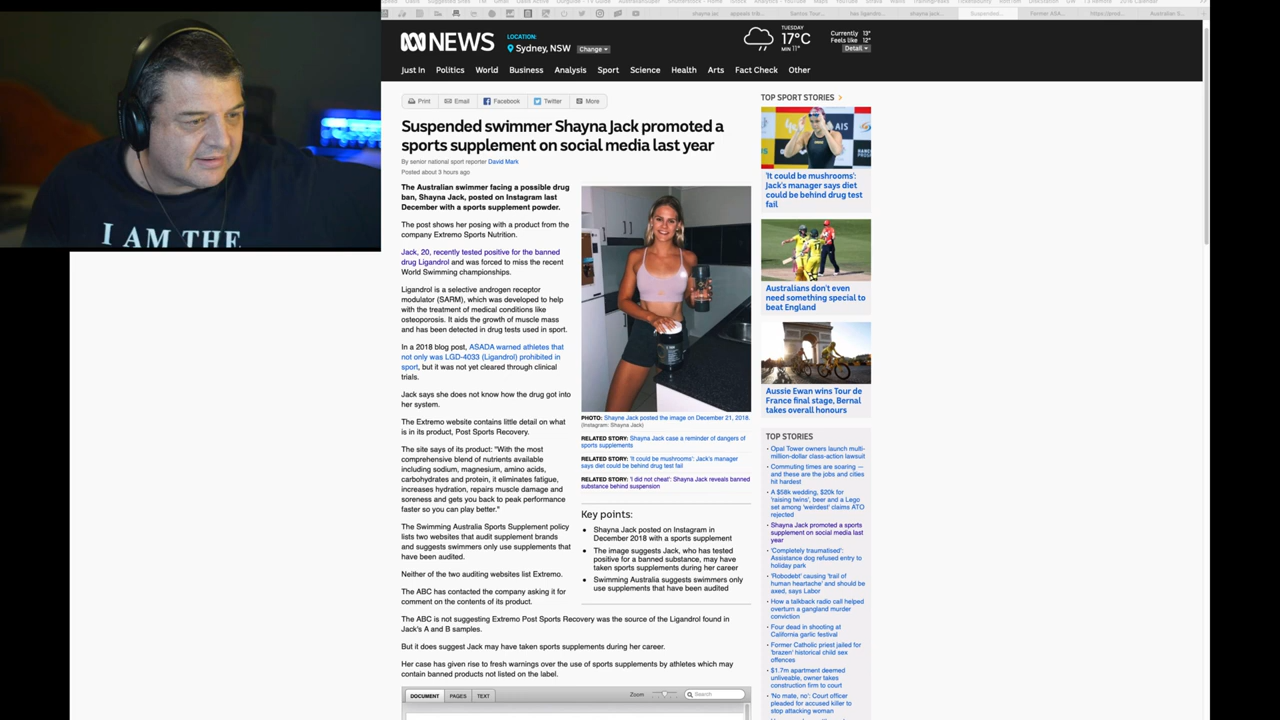 I AM THE
shayna jac
Suspended…
Former ASA…
NEWS
LOCATION:
Sydney, NSW
Change
TUESDAY
17°C
MIN 11°
Currently 13°
Feels like 12°
Detail
Just In Politics World Business Analysis Sport Science Health Arts Fact Check Other
Print Email Facebook Twitter More
Suspended swimmer Shayna Jack promoted a
sports supplement on social media last year
By senior national sport reporter David Mark
Posted about 3 hours ago
The Australian swimmer facing a possible drug
ban, Shayna Jack, posted on Instagram last
December with a sports supplement powder.
The post shows her posing with a product from the
company Extremo Sports Nutrition.
Jack, 20, recently tested positive for the banned
drug Ligandrol and was forced to miss the recent
World Swimming championships.
Ligandrol is a selective androgen receptor
modulator (SARM), which was developed to help
with the treatment of medical conditions like
osteoporosis. It aids the growth of muscle mass
and has been detected in drug tests used in sport.
In a 2018 blog post, ASADA warned athletes that
not only was LGD-4033 (Ligandrol) prohibited in
sport, but it was not yet cleared through clinical
trials.
Jack says she does not know how the drug got into
her system.
The Extremo website contains little detail on what
is in its product, Post Sports Recovery.
The site says of its product: "With the most
comprehensive blend of nutrients available
including sodium, magnesium, amino acids,
carbohydrates and protein, it eliminates fatigue,
increases hydration, repairs muscle damage and
soreness and gets you back to peak performance
faster so you can play better."
The Swimming Australia Sports Supplement policy
lists two websites that audit supplement brands
and suggests swimmers only use supplements that
have been audited.
Neither of the two auditing websites list Extremo.
The ABC has contacted the company asking it for
comment on the contents of its product.
The ABC is not suggesting Extremo Post Sports Recovery was the source of the Ligandrol found in
Jack's A and B samples.
But it does suggest Jack may have taken sports supplements during her career.
Her case has given rise to fresh warnings over the use of sports supplements by athletes which may
contain banned products not listed on the label.
DOCUMENT PAGES TEXT
Zoom
Search
PHOTO: Shayne Jack posted the image on December 21, 2018.
(Instagram: Shayna Jack)
RELATED STORY: Shayna Jack case a reminder of dangers of
sports supplements
RELATED STORY: 'It could be mushrooms': Jack's manager
says diet could be behind drug test fail
RELATED STORY: 'I did not cheat': Shayna Jack reveals banned
substance behind suspension
Key points:
Shayna Jack posted on Instagram in
December 2018 with a sports supplement
The image suggests Jack, who has tested
positive for a banned substance, may have
taken sports supplements during her career
Swimming Australia suggests swimmers only
use supplements that have been audited
TOP SPORT STORIES
AIS
'It could be mushrooms':
Jack's manager says diet
could be behind drug test
fail
Australians don't even
need something special to
beat England
Aussie Ewan wins Tour de
France final stage, Bernal
takes overall honours
TOP STORIES
Opal Tower owners launch multi-
million-dollar class-action lawsuit
Commuting times are soaring —
and these are the jobs and cities
hit hardest
A $58k wedding, $20k for
'raising twins', beer and a Lego
set among 'weirdest' claims ATO
rejected
Shayna Jack promoted a sports
supplement on social media last
year
'Completely traumatised':
Assistance dog refused entry to
holiday park
'Robodebt' causing 'trail of
human heartache' and should be
axed, says Labor
How a talkback radio call helped
overturn a gangland murder
conviction
Four dead in shooting at
California garlic festival
Former Catholic priest jailed for
'brazen' historical child sex
offences
$1.7m apartment deemed
unliveable, owner takes
construction firm to court
'No mate, no': Court officer
pleaded for accused killer to
stop attacking woman